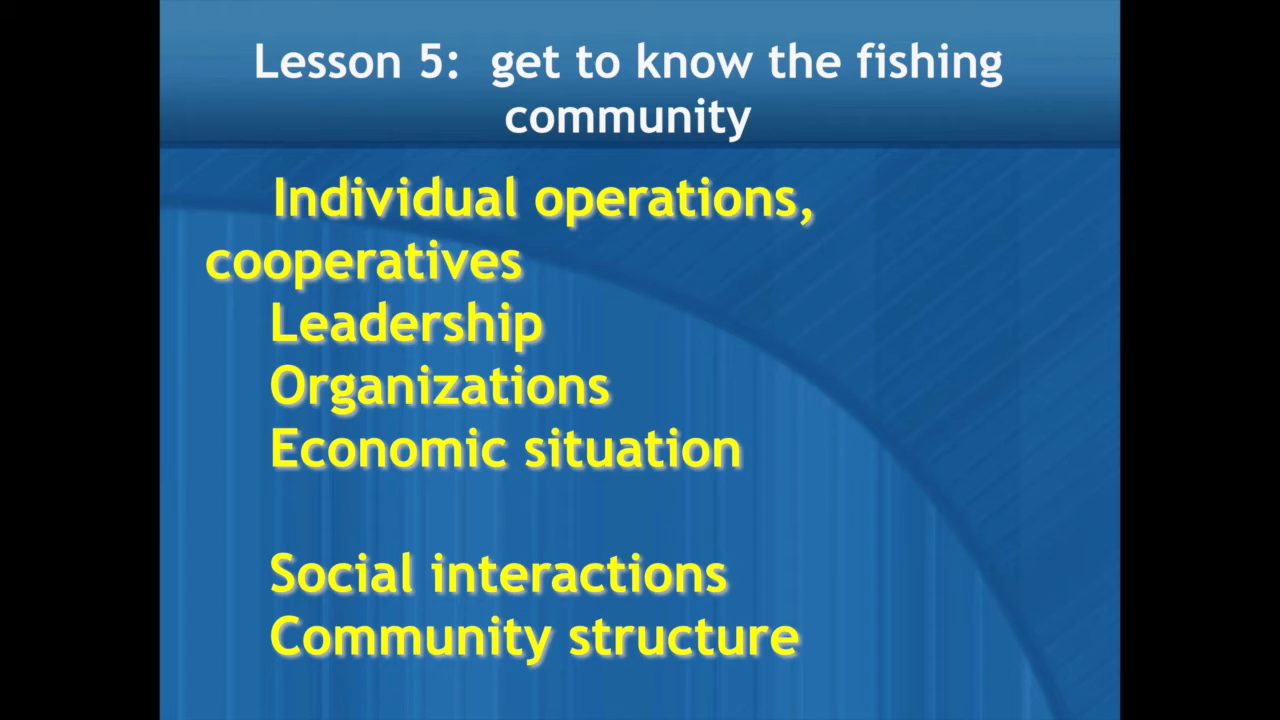 Lesson 5:  get to know the fishing
community
Individual operations,
cooperatives
Leadership
Organizations
Economic situation
Social interactions
Community structure